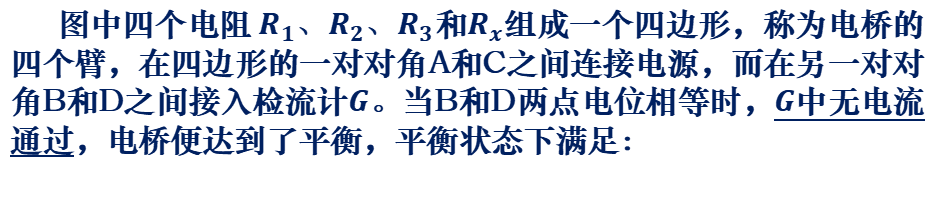 图中四个电阻 R₁、R₂、R₃和Rₓ组成一个四边形，称为电桥的
四个臂，在四边形的一对对角A和C之间连接电源，而在另一对对
角B和D之间接入检流计G。当B和D两点电位相等时，G中无电流
通过，电桥便达到了平衡，平衡状态下满足：